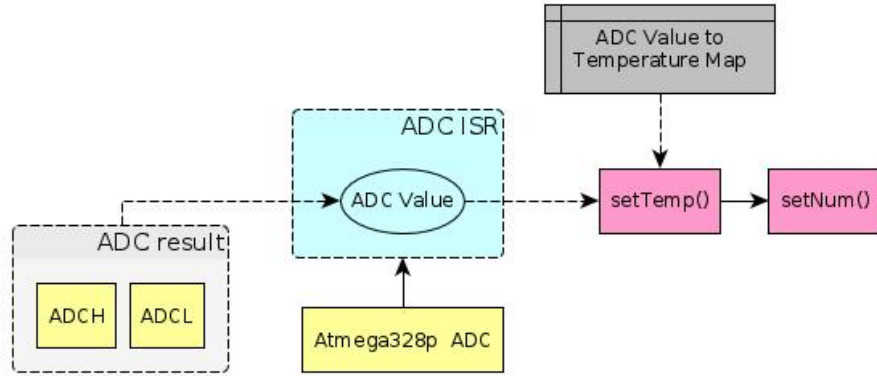 ADC Value to
Temperature Map
ADC ISR
ADC Value
setTemp()
setNum()
ADC result
ADCH
ADCL
Atmega328p ADC